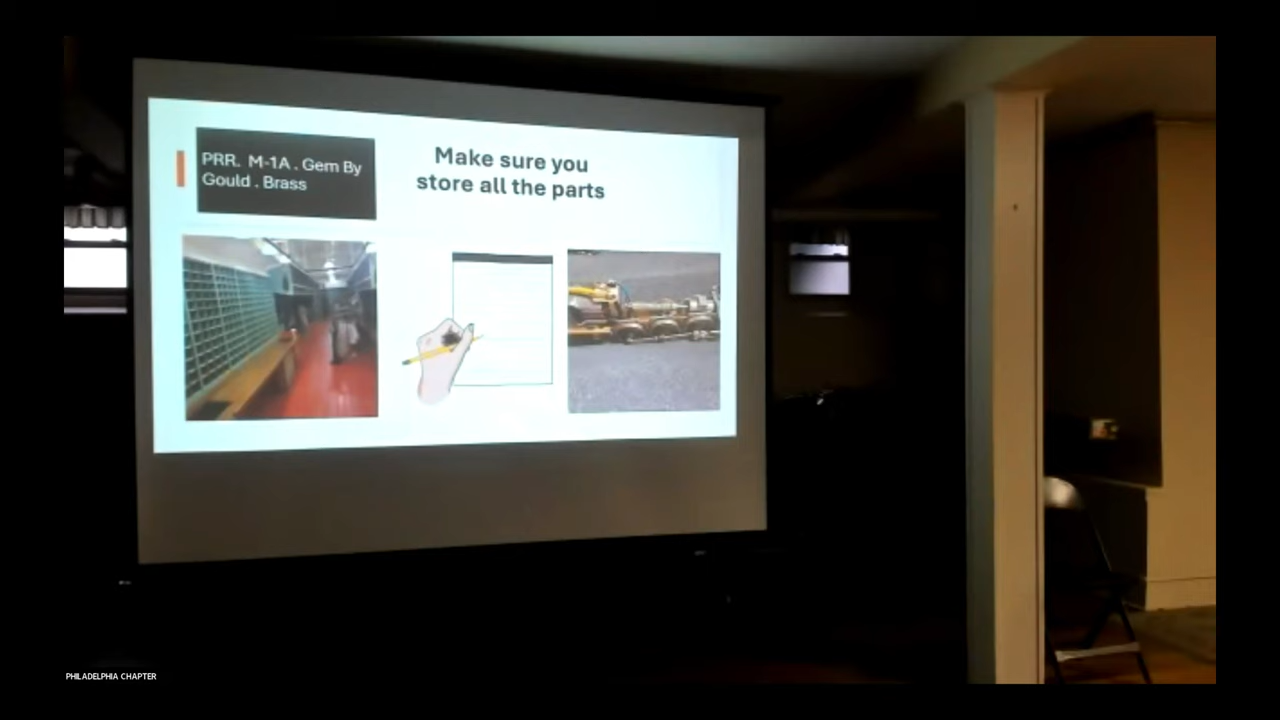 PRR. M-1A . Gem By
Gould . Brass
Make sure you
store all the parts
PHILADELPHIA CHAPTER